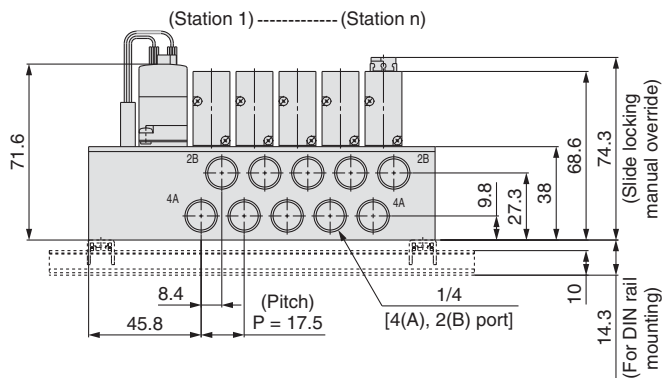 (Station 1) ----------- (Station n)
71.6
2B
2B
4A
4A
9.8
27.3
38
68.6
74.3
(Slide locking
manual override)
8.4
45.8
(Pitch)
P = 17.5
1/4
[4(A), 2(B) port]
10
14.3
(For DIN rail
mounting)